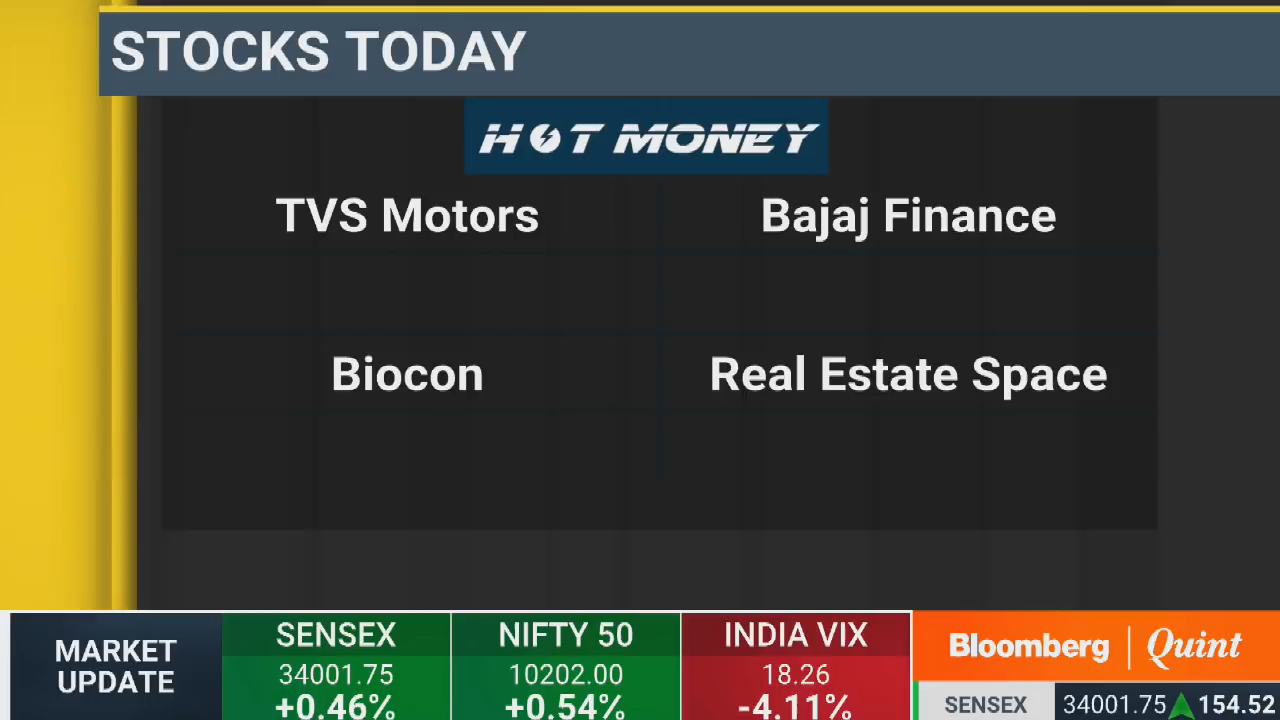 STOCKS TODAY
HOT MONEY
TVS Motors
Bajaj Finance
Biocon
Real Estate Space
MARKET UPDATE
SENSEX
34001.75
+0.46%
NIFTY 50
10202.00
+0.54%
INDIA VIX
18.26
-4.11%
Bloomberg | Quint
SENSEX 34001.75 154.52